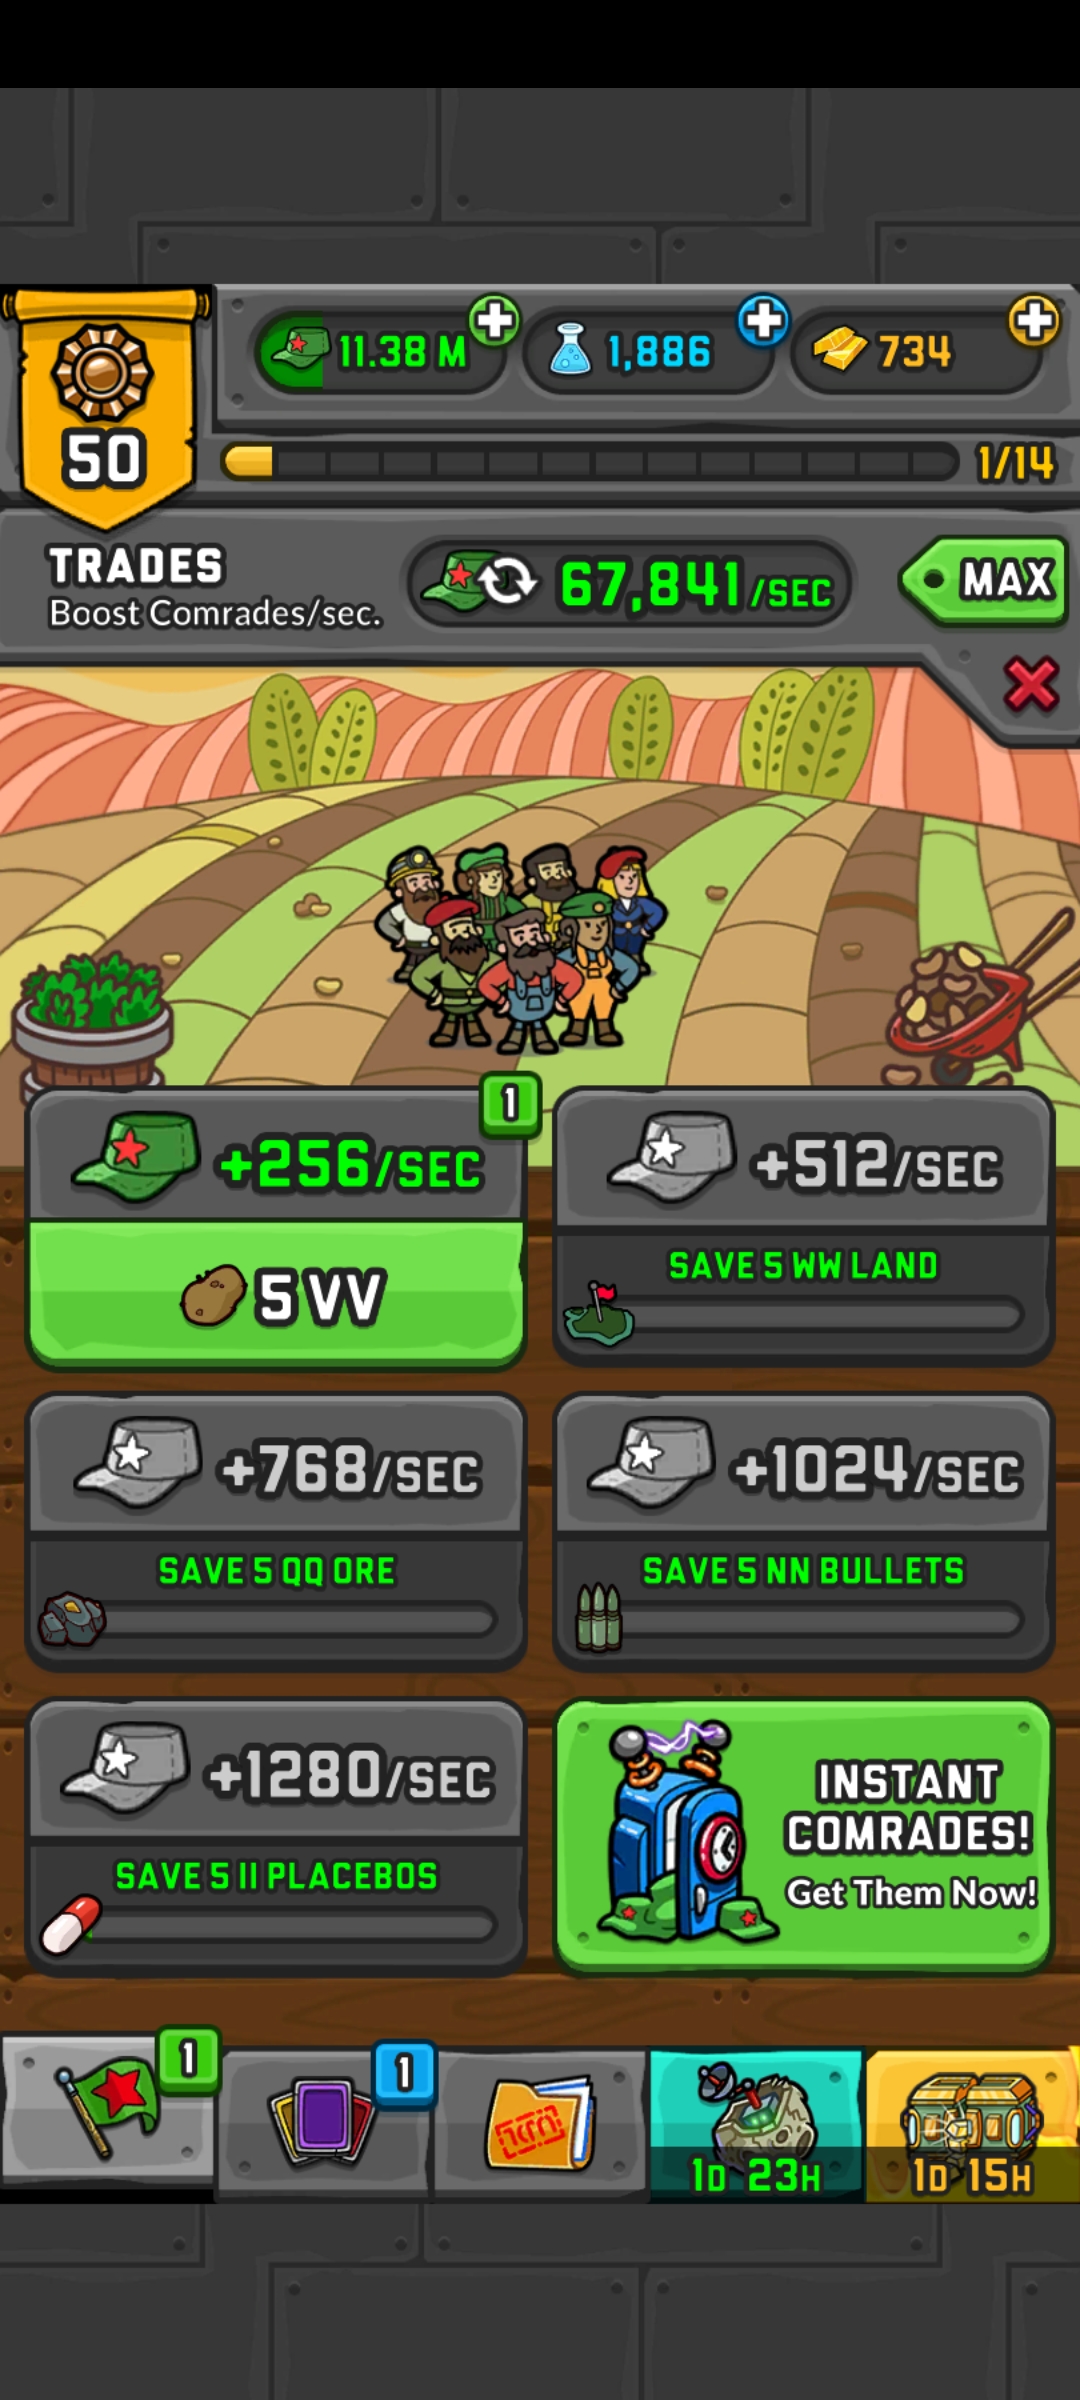 11.38 M
1,886
734
50
1/14
TRADES
Boost Comrades/sec.
67,841/SEC
MAX
1
+256/SEC
5 VV
+512/SEC
SAVE 5 WW LAND
+768/SEC
SAVE 5 QQ ORE
+1024/SEC
SAVE 5 NN BULLETS
+1280/SEC
SAVE 5 II PLACEBOS
INSTANT
COMRADES!
Get Them Now!
1
1
1D 23H
1D 15H